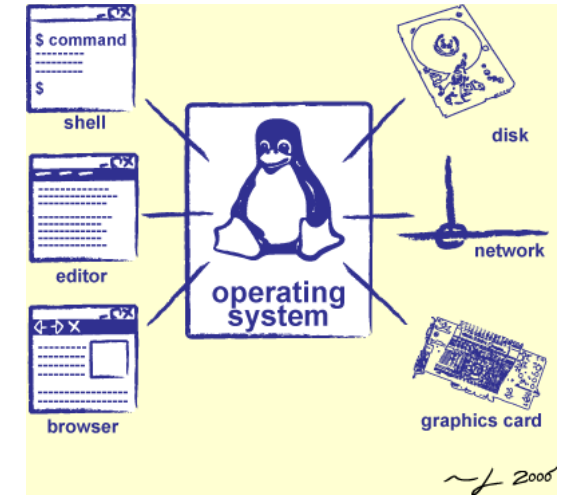 $ command
$
shell
editor
browser
operating
system
disk
network
graphics card
2006